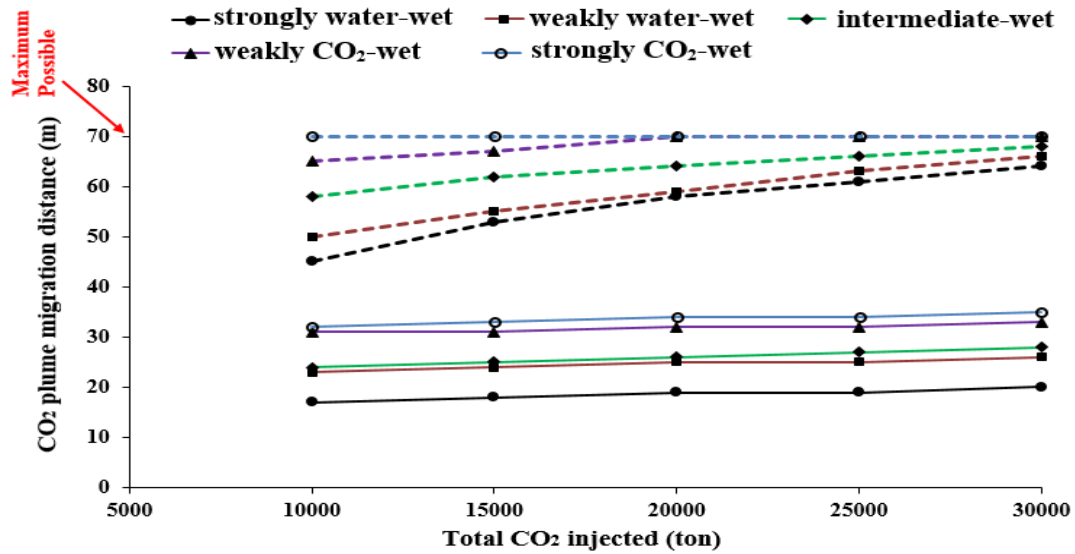 strongly water-wet
weakly water-wet
intermediate-wet
weakly CO₂-wet
strongly CO₂-wet
Maximum
Possible
CO₂ plune migration distance (m)
80
70
60
50
40
30
20
10
0
5000
10000
15000
20000
25000
30000
Total CO₂ injected (ton)